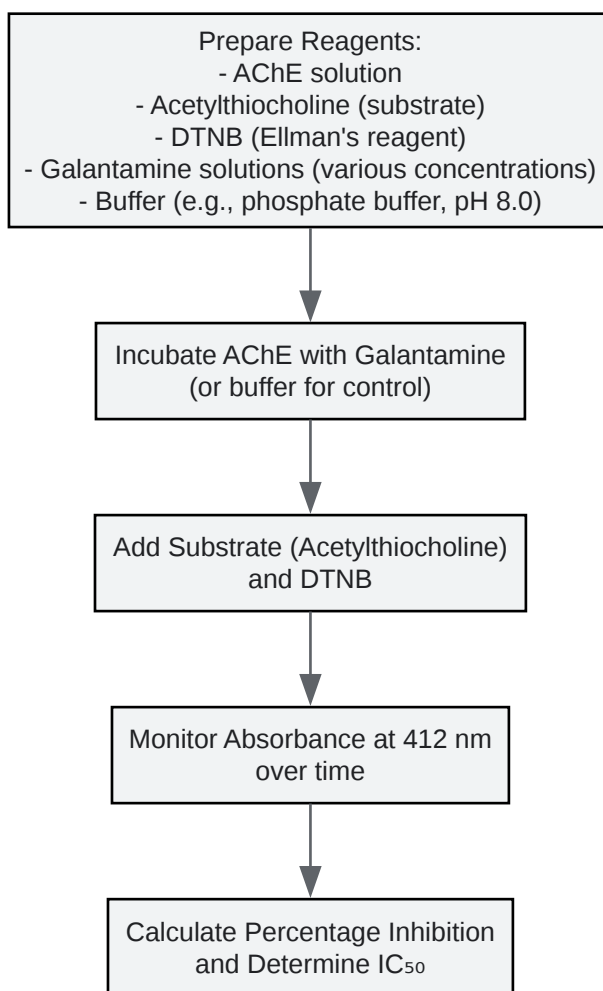 Prepare Reagents:
- AChE solution
- Acetylthiocholine (substrate)
- DTNB (Ellman's reagent)
- Galantamine solutions (various concentrations)
- Buffer (e.g., phosphate buffer, pH 8.0)
Incubate AChE with Galantamine
(or buffer for control)
Add Substrate (Acetylthiocholine)
and DTNB
Monitor Absorbance at 412 nm
over time
Calculate Percentage Inhibition
and Determine IC₅₀